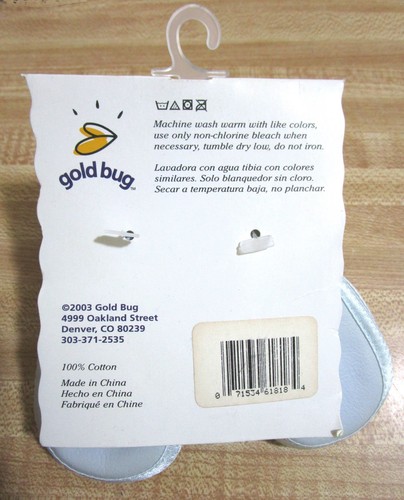 gold bug™
Machine wash warm with like colors,
use only non-chlorine bleach when
necessary, tumble dry low, do not iron.
Lavadora con agua tibia con colores
similares. Solo blanquedor sin cloro.
Secar a temperatura baja, no planchar.
©2003 Gold Bug
4999 Oakland Street
Denver, CO 80239
303-371-2535
100% Cotton
Made in China
Hecho en China
Fabriqué en Chine
0 71534 61818 4